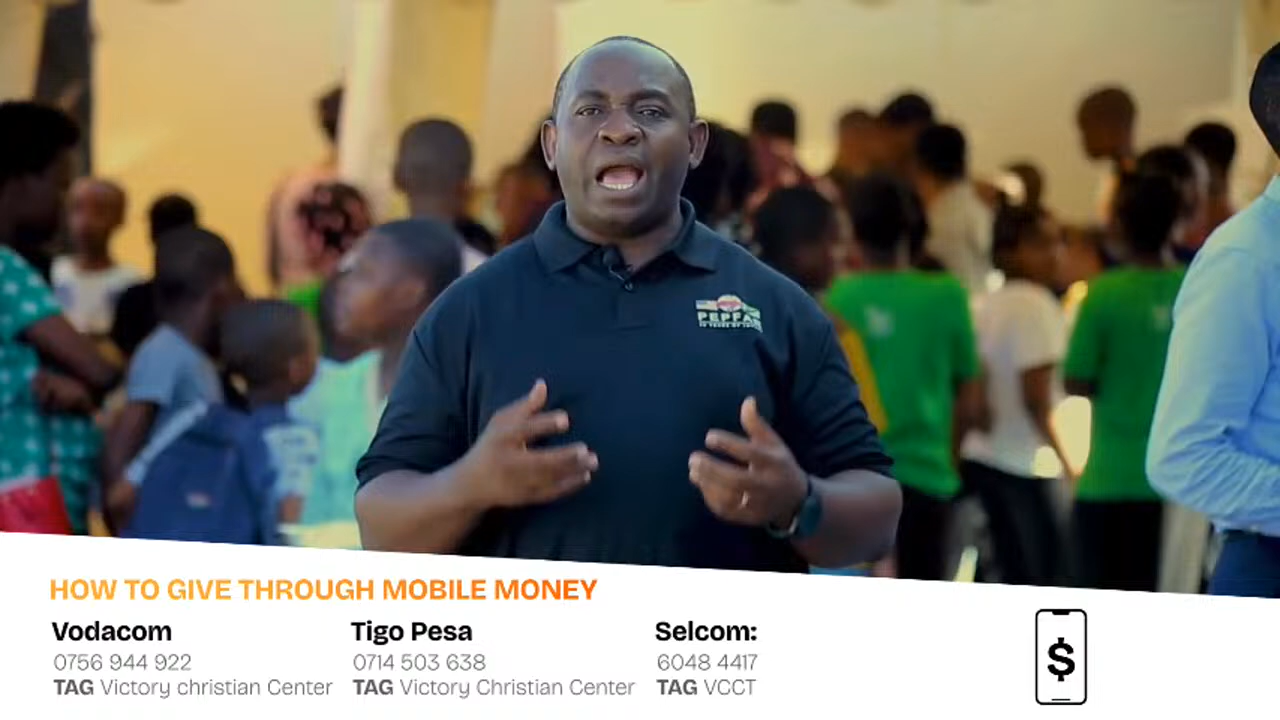 PEPFAR
HOW TO GIVE THROUGH MOBILE MONEY
Vodacom
0756 944 922
TAG Victory christian Center
Tigo Pesa
0714 503 638
TAG Victory Christian Center
Selcom:
6048 4417
TAG VCCT
$